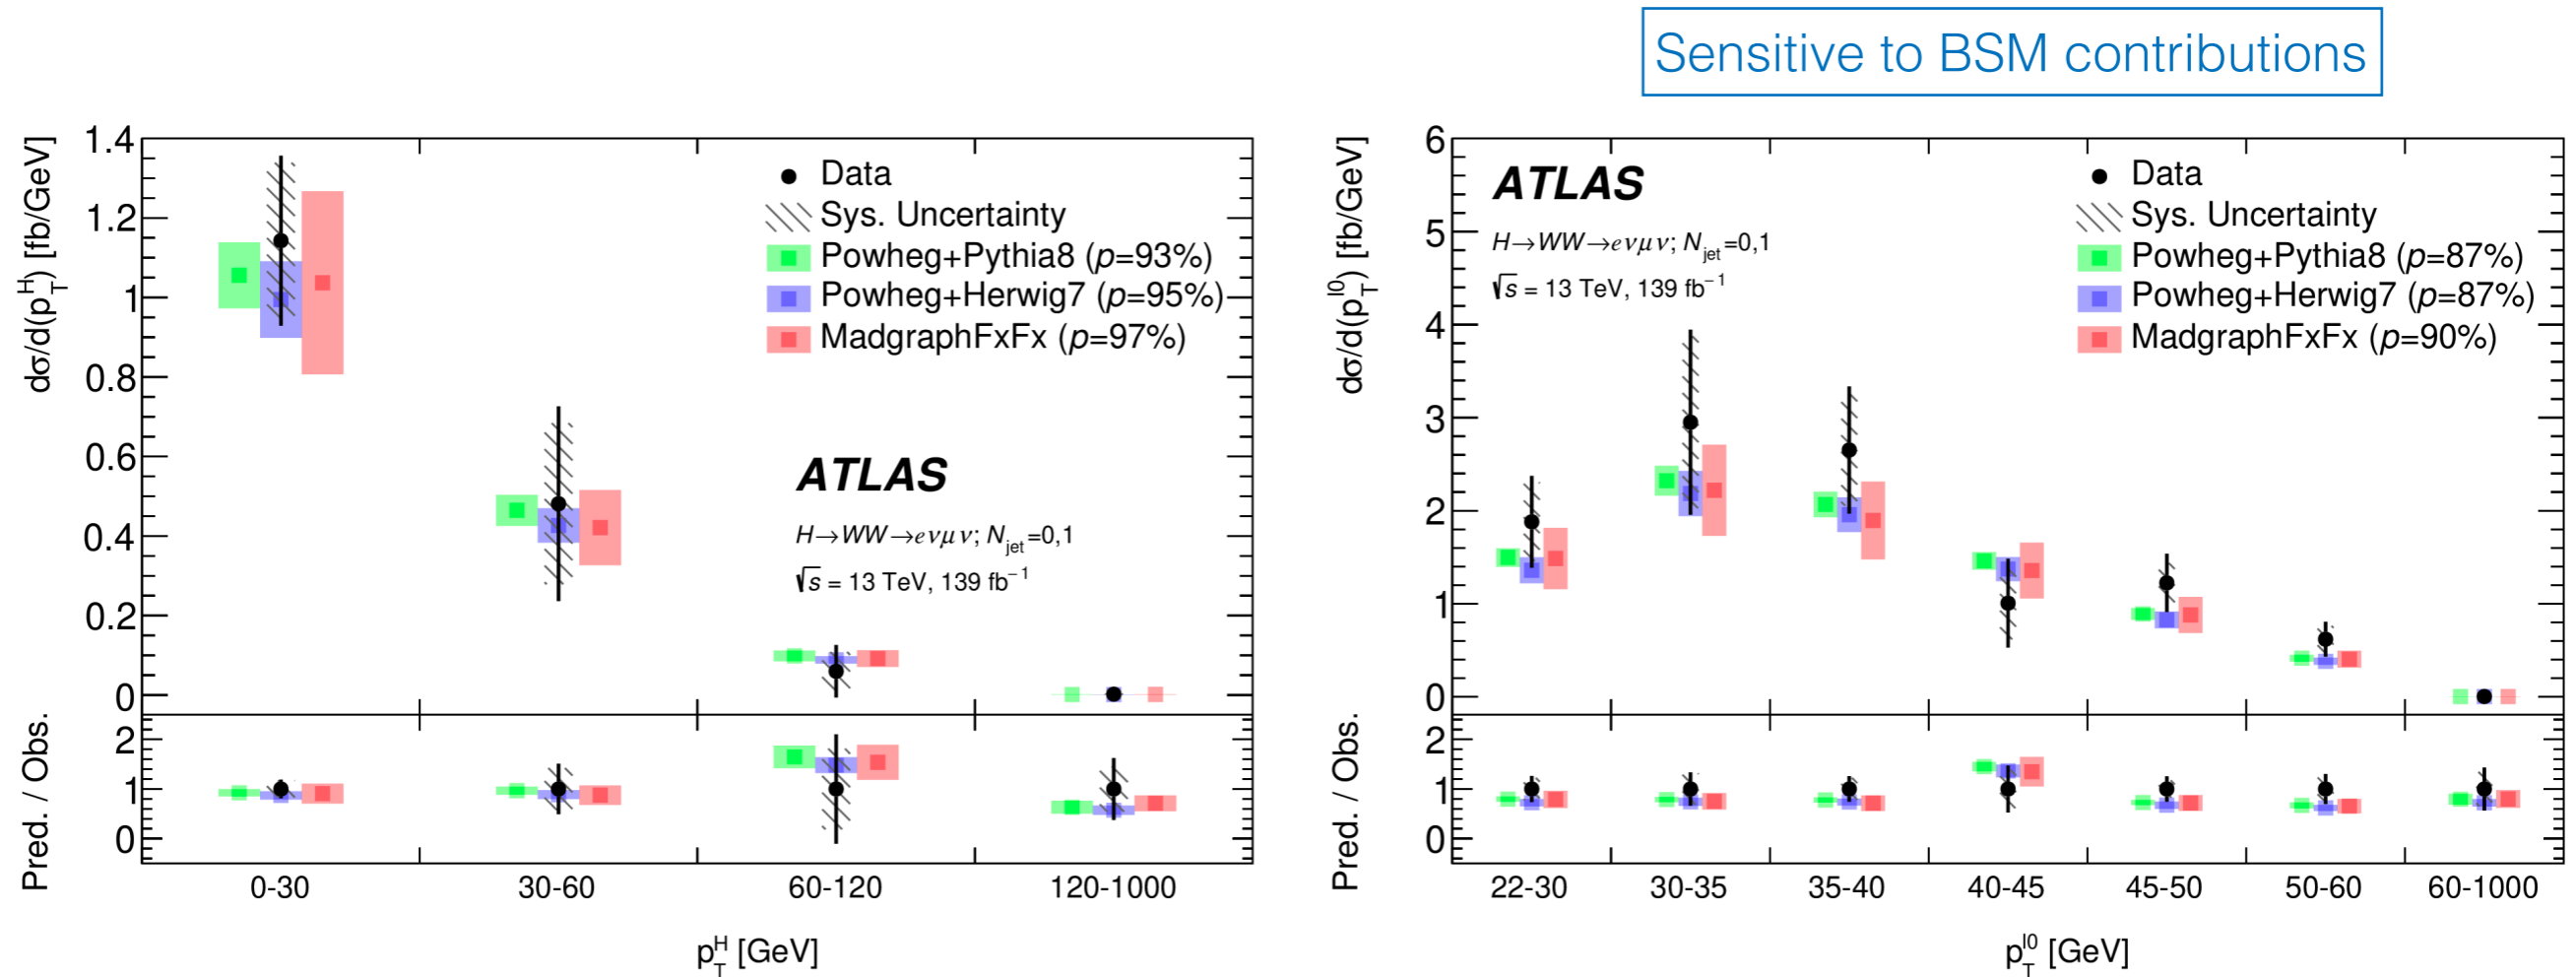 Sensitive to BSM contributions
dσ/d(p_T^H) [fb/GeV]
1.4
1.2
1
0.8
0.6
0.4
0.2
0
Data
Sys. Uncertainty
Powheg+Pythia8 (p=93%)
Powheg+Herwig7 (p=95%)
MadgraphFxFx (p=97%)
ATLAS
H→WW→eνμν; N_jet=0,1
√s = 13 TeV, 139 fb⁻¹
Pred. / Obs.
2
1
0
0-30 30-60 60-120 120-1000
p_T^H [GeV]
dσ/d(p_T^l0) [fb/GeV]
6
5
4
3
2
1
0
ATLAS
H→WW→eνμν; N_jet=0,1
√s = 13 TeV, 139 fb⁻¹
Data
Sys. Uncertainty
Powheg+Pythia8 (p=87%)
Powheg+Herwig7 (p=87%)
MadgraphFxFx (p=90%)
Pred. / Obs.
2
1
0
22-30 30-35 35-40 40-45 45-50 50-60 60-1000
p_T^l0 [GeV]